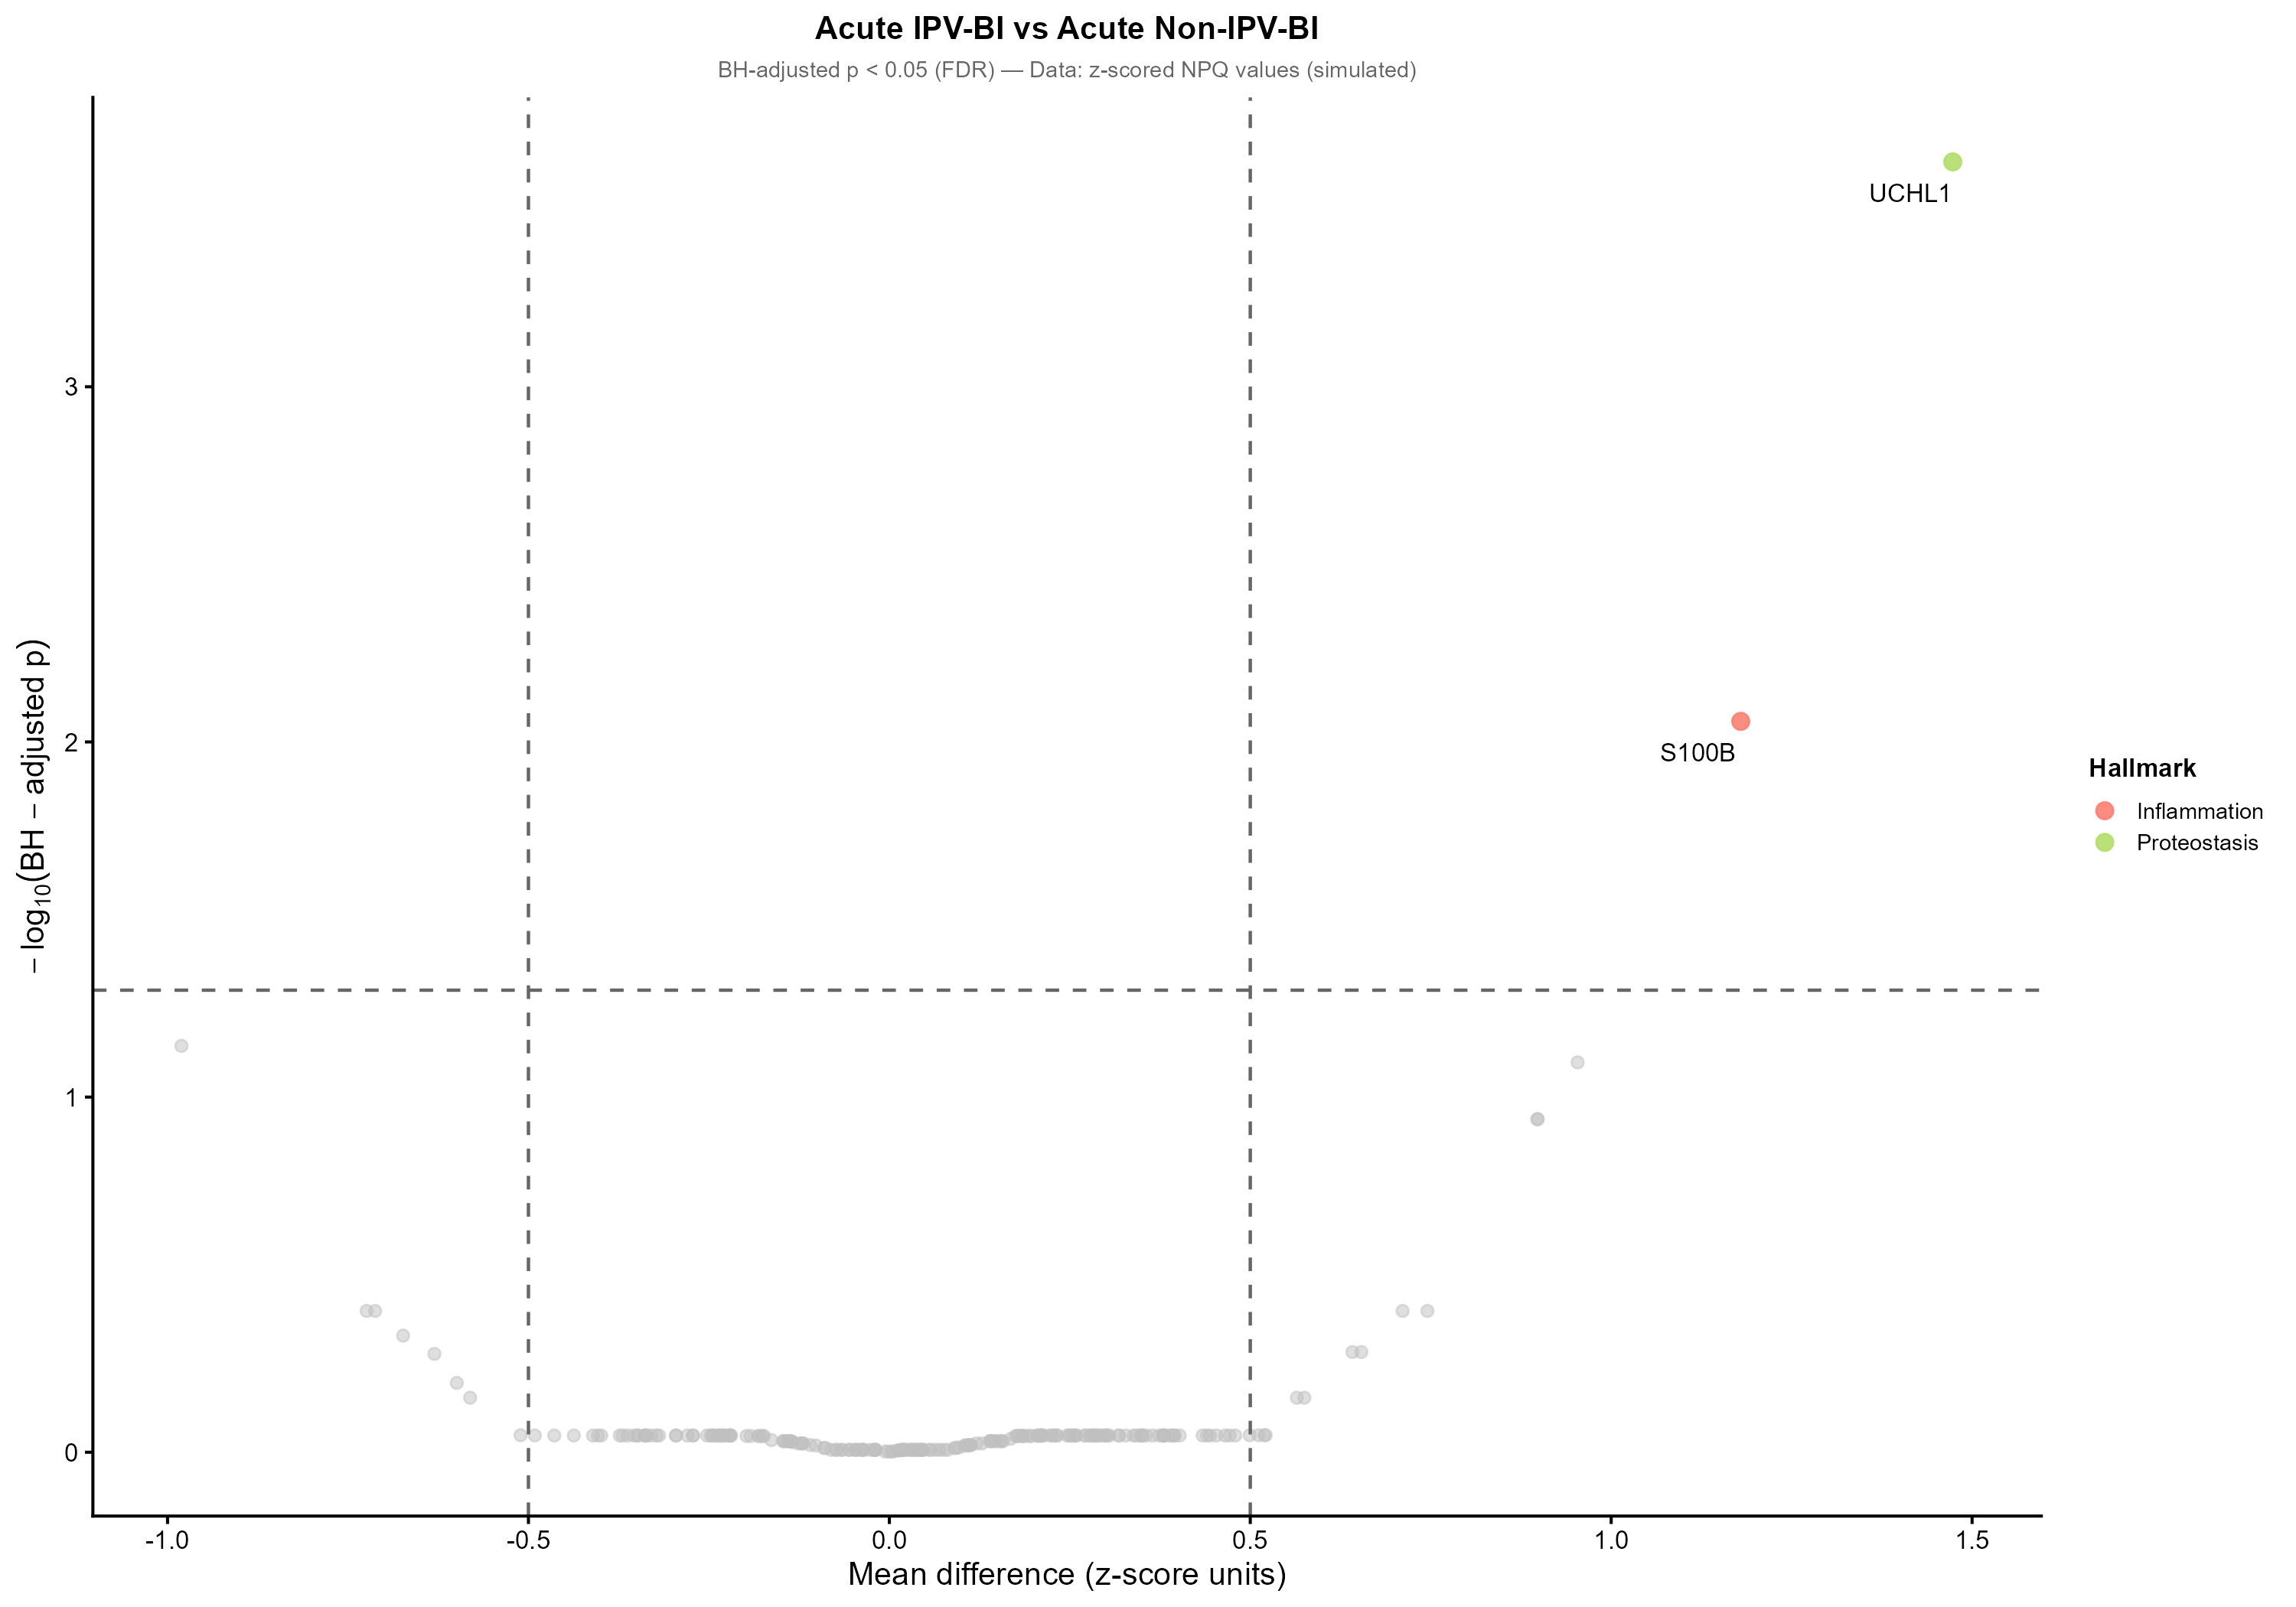 Acute IPV-BI vs Acute Non-IPV-BI
BH-adjusted p < 0.05 (FDR) — Data: z-scored NPQ values (simulated)
− log10(BH − adjusted p)
3
2
1
0
UCHL1
S100B
-1.0
-0.5
0.0
0.5
1.0
1.5
Mean difference (z-score units)
Hallmark
Inflammation
Proteostasis